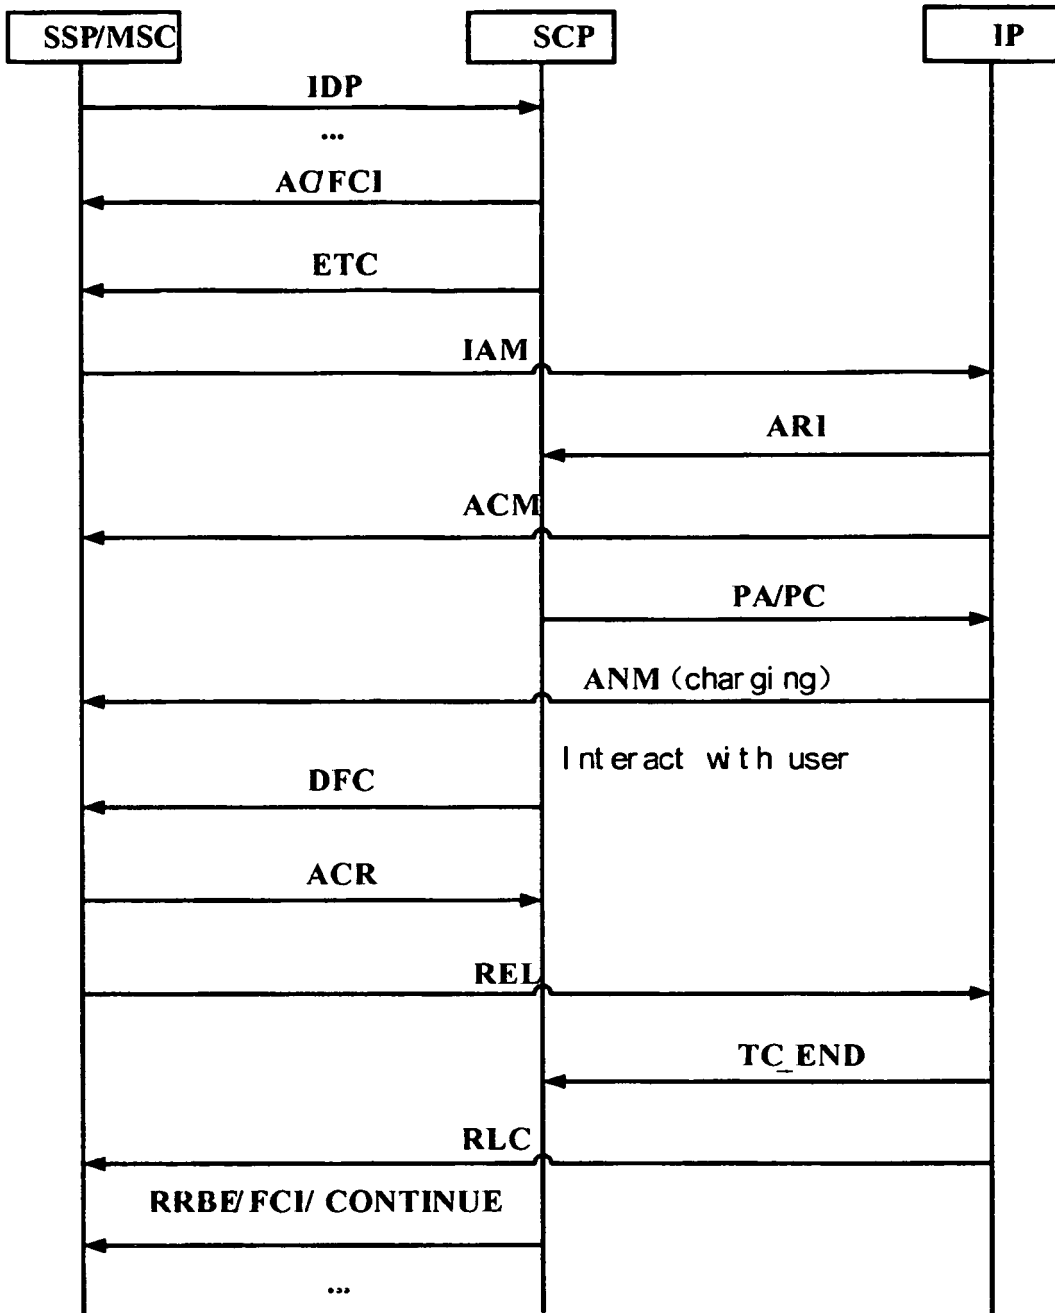 SSP/MSC SCP IP
IDP
...
AC/FCI
ETC
IAM
ARI
ACM
PA/PC
ANM (charging)
Interact with user
DFC
ACR
REL
TC_END
RLC
RRBE/FCI/ CONTINUE
...